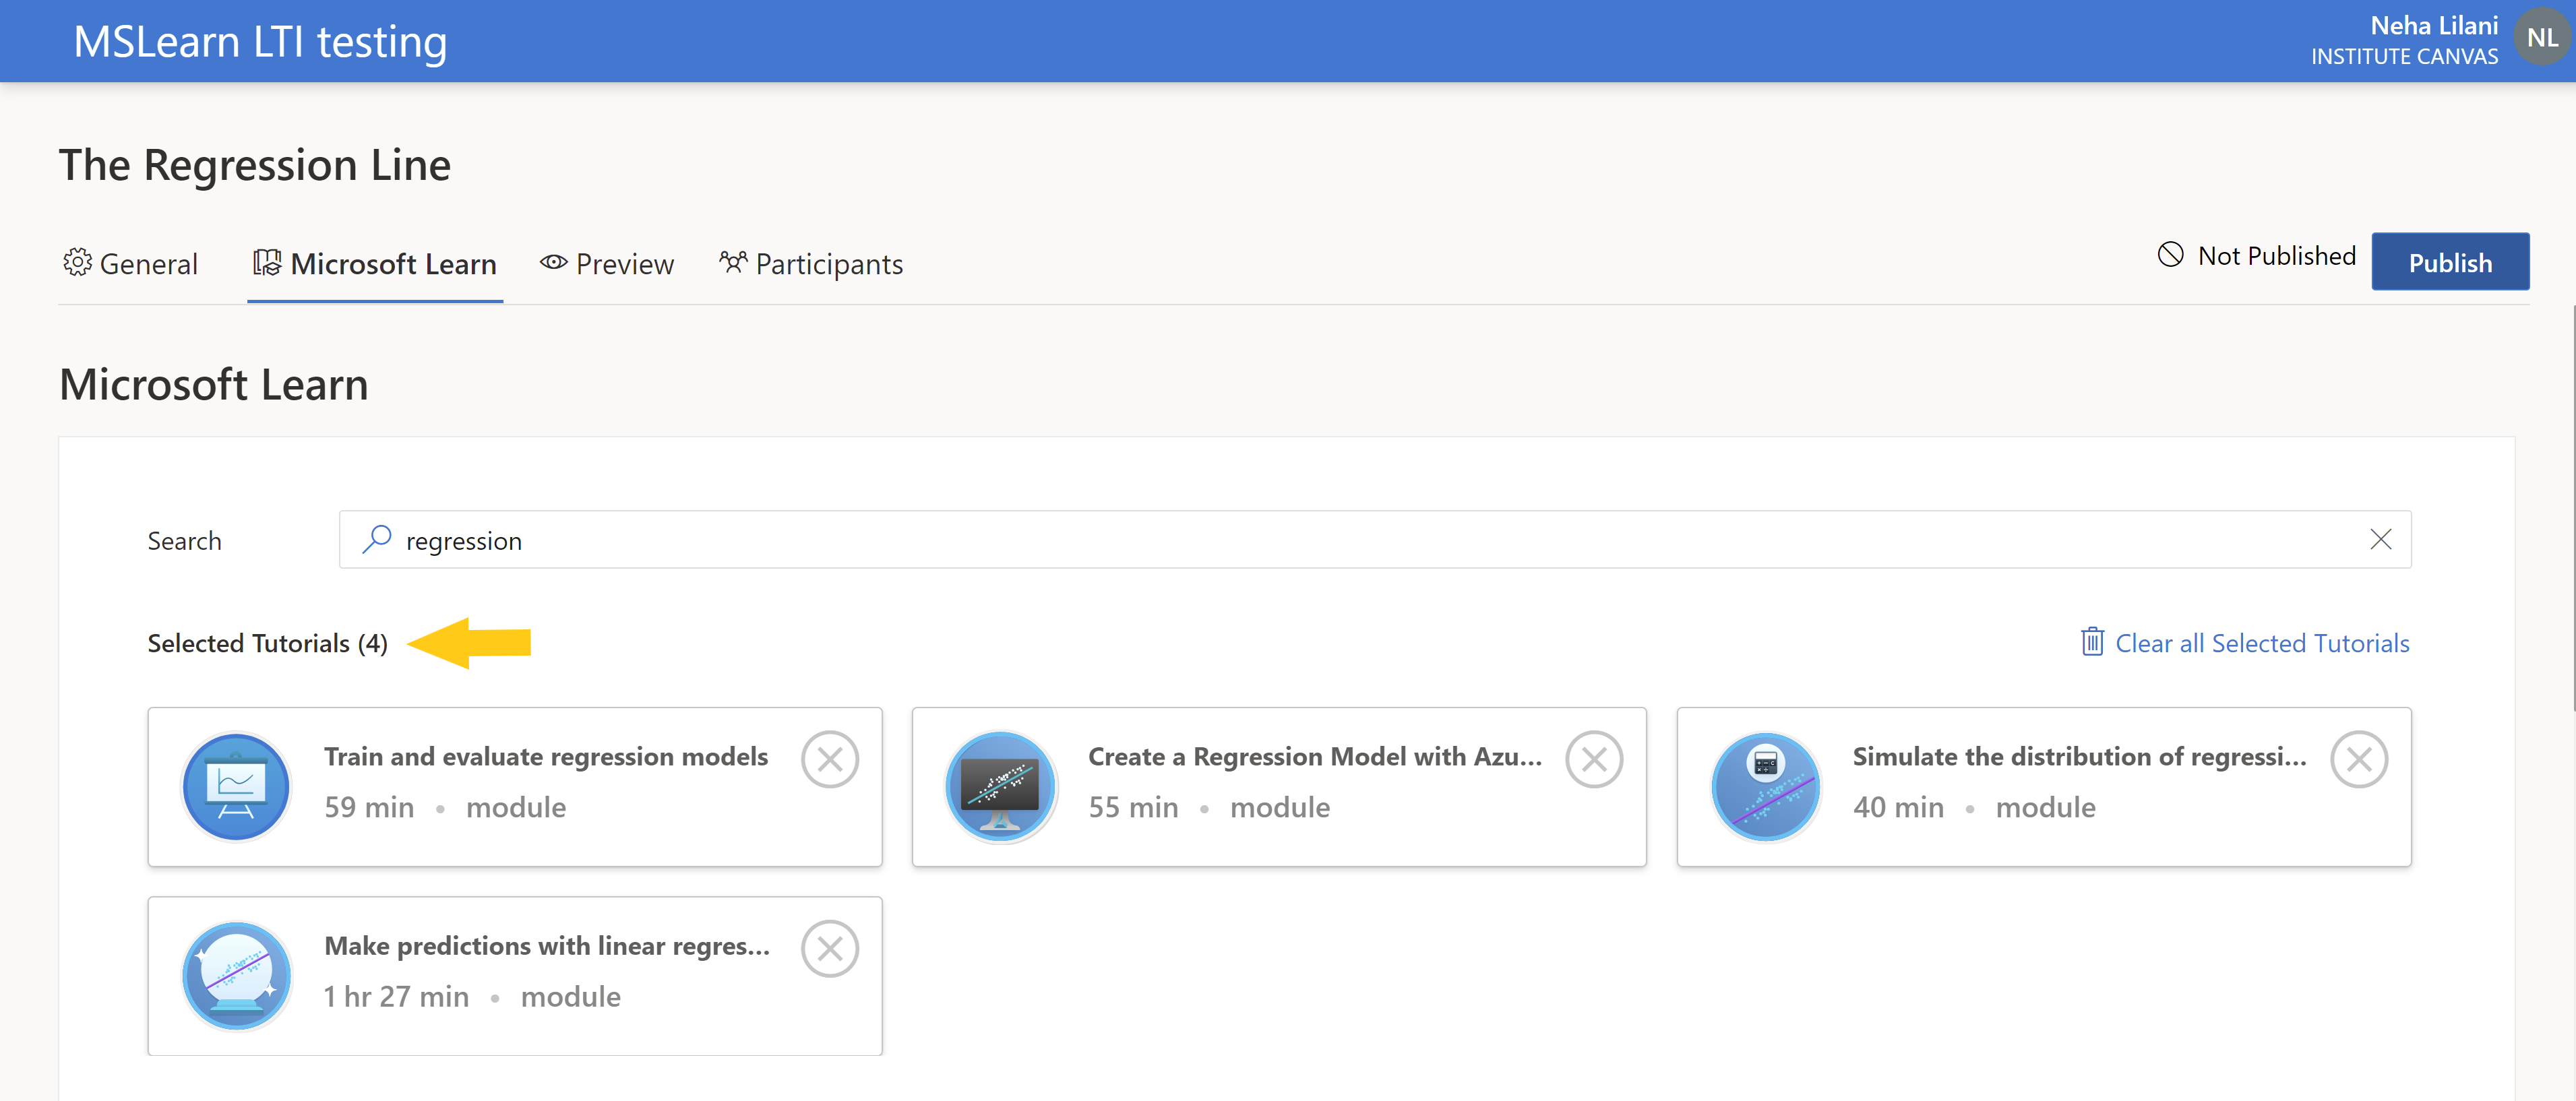 MSLearn LTI testing
Neha Lilani
INSTITUTE CANVAS
NL
The Regression Line
General
Microsoft Learn
Preview
Participants
Not Published
Publish
Microsoft Learn
Search
regression
Selected Tutorials (4)
Clear all Selected Tutorials
Train and evaluate regression models
59 min • module
Create a Regression Model with Azu...
55 min • module
Simulate the distribution of regressi...
40 min • module
Make predictions with linear regres...
1 hr 27 min • module